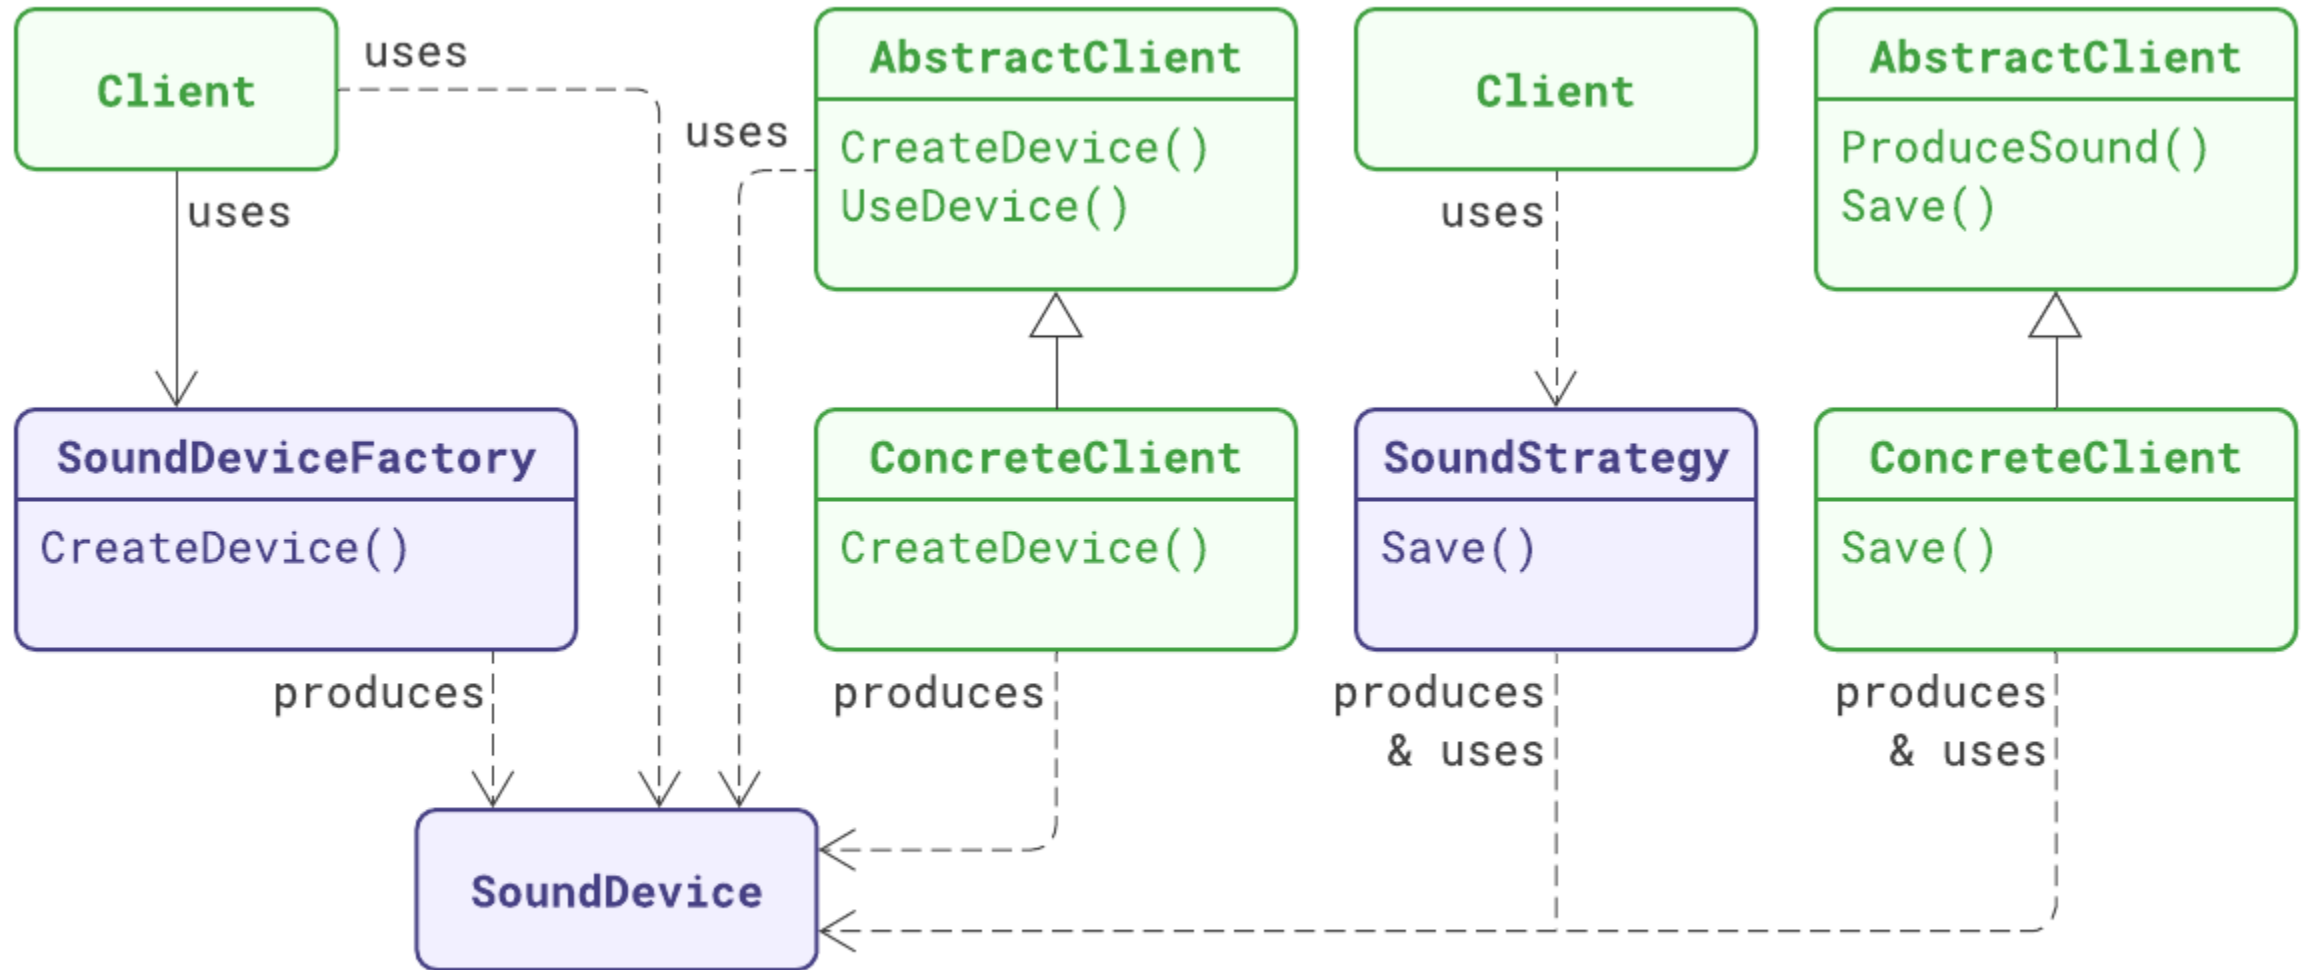 Client
uses
uses
SoundDeviceFactory
CreateDevice()
produces
uses
AbstractClient
CreateDevice()
UseDevice()
ConcreteClient
CreateDevice()
produces
Client
uses
SoundStrategy
Save()
produces
& uses
AbstractClient
ProduceSound()
Save()
ConcreteClient
Save()
produces
& uses
SoundDevice